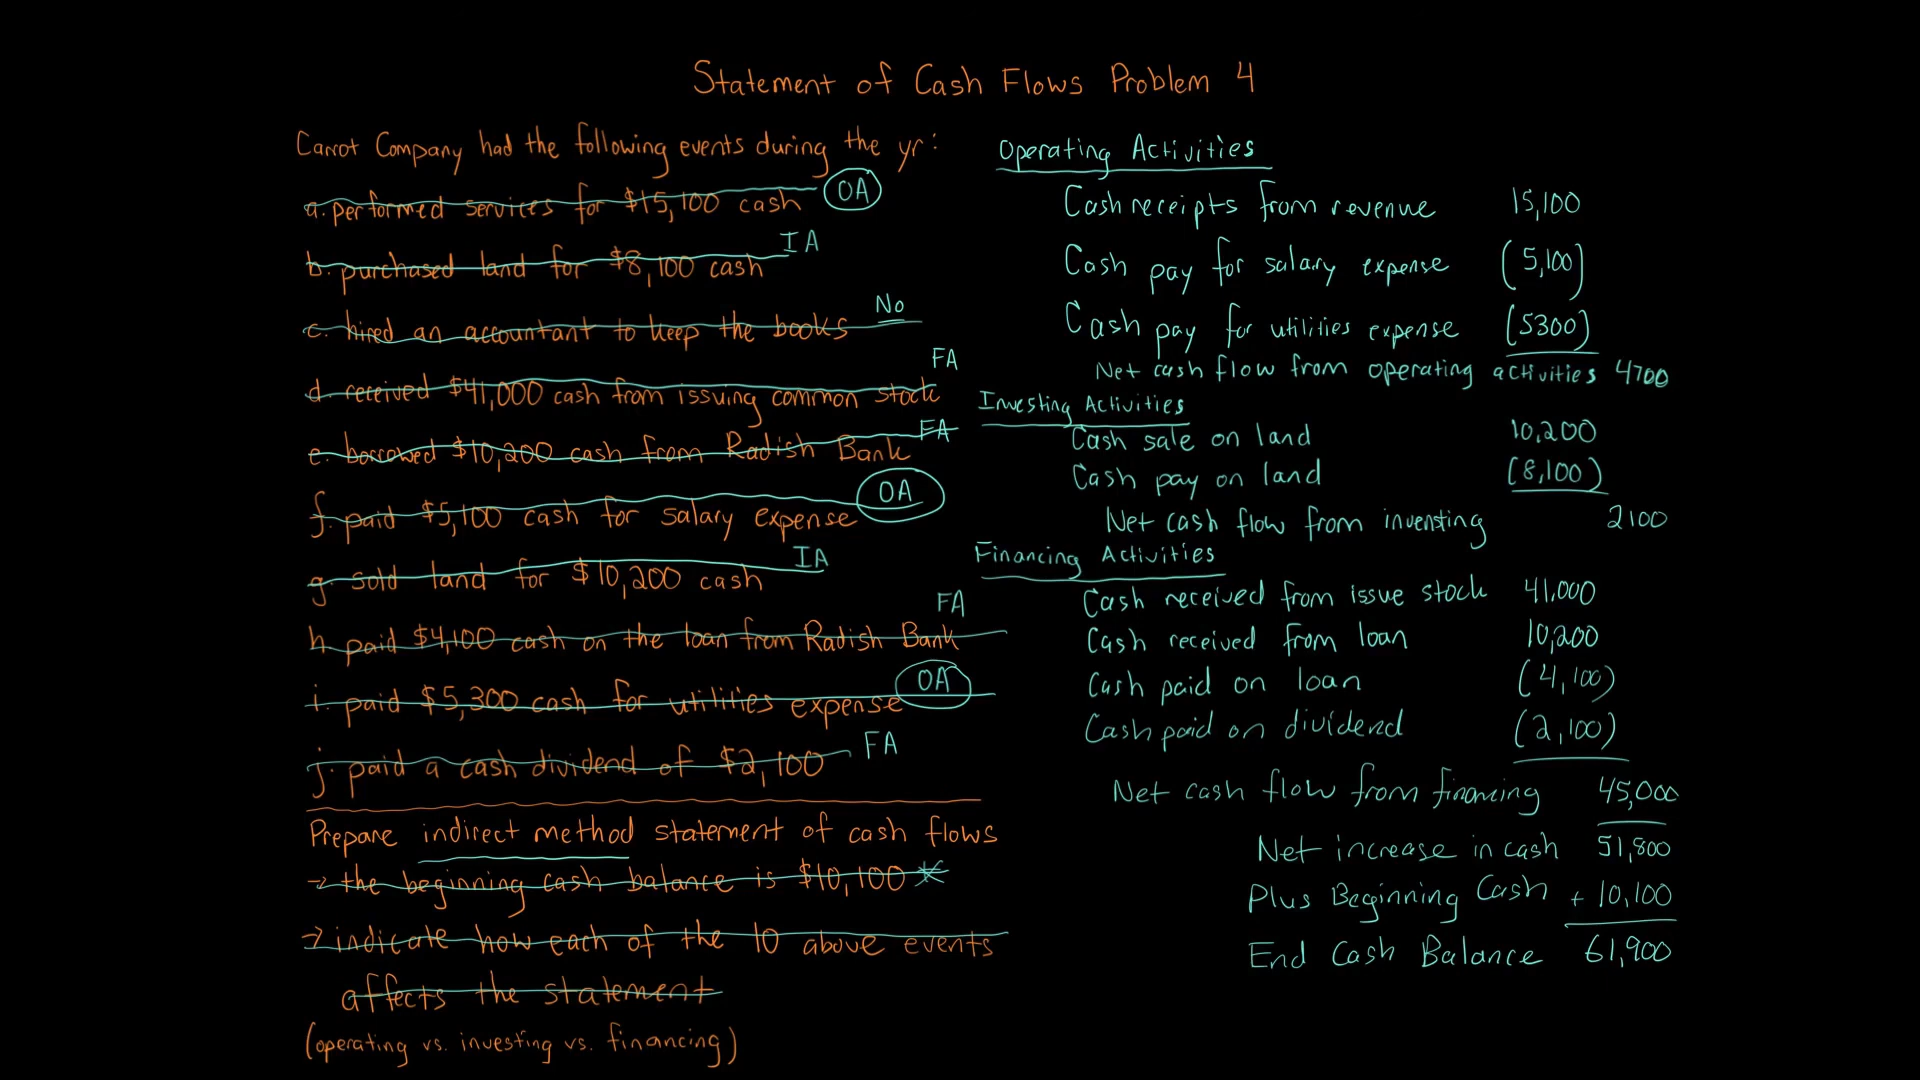 Statement of Cash Flows Problem 4
Carrot Company had the following events during the yr:
a. performed services for $15,100 cash OA
b. purchased land for $8,100 cash IA
c. hired an accountant to keep the books No
d. received $41,000 cash from issuing common stock FA
e. borrowed $10,200 cash from Radish Bank FA
f. paid $5,100 cash for salary expense OA
g. sold land for $10,200 cash IA
h. paid $4,100 cash on the loan from Radish Bank FA
i. paid $5,300 cash for utilities expense OA
j. paid a cash dividend of $2,100 FA
Prepare indirect method statement of cash flows
→ the beginning cash balance is $10,100 *
→ indicate how each of the 10 above events
affects the statement
(operating vs. investing vs. financing)
Operating Activities
Cash receipts from revenue 15,100
Cash pay for salary expense (5,100)
Cash pay for utilities expense (5300)
Net cash flow from operating activities 4700
Investing Activities
Cash sale on land 10,200
Cash pay on land (8,100)
Net cash flow from inventing 2100
Financing Activities
Cash received from issue stock 41,000
Cash received from loan 10,200
Cash paid on loan (4,100)
Cash paid on dividend (2,100)
Net cash flow from financing 45,000
Net increase in cash 51,800
Plus Beginning Cash + 10,100
End Cash Balance 61,900